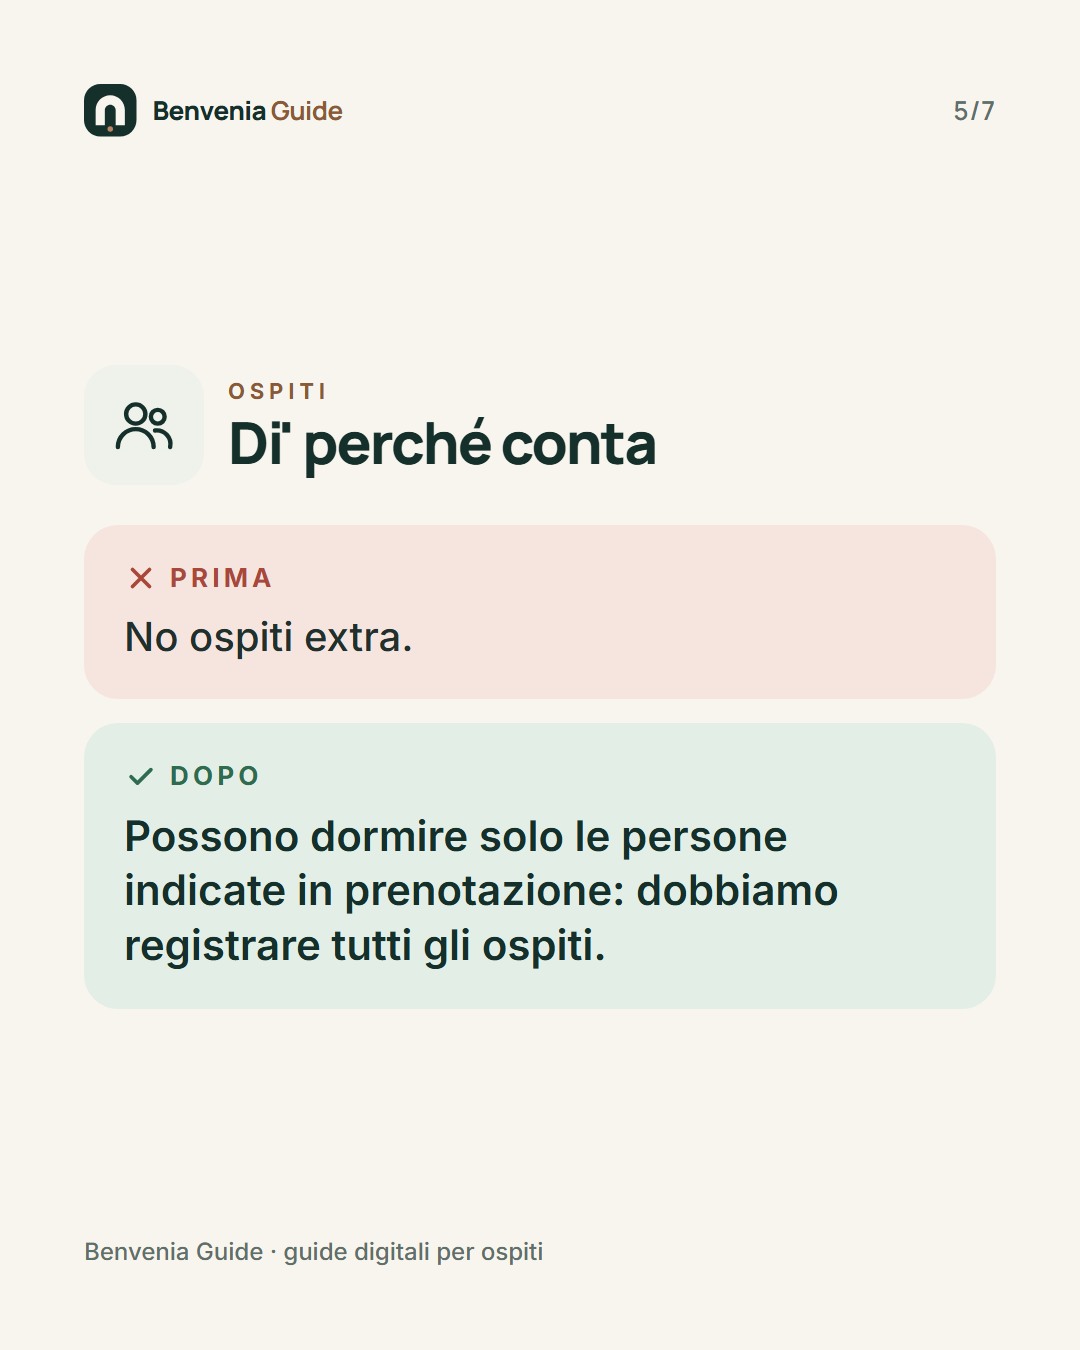 Benvenia Guide
5/7
OSPITI
Di' perché conta
PRIMA
No ospiti extra.
DOPO
Possono dormire solo le persone
indicate in prenotazione: dobbiamo
registrare tutti gli ospiti.
Benvenia Guide · guide digitali per ospiti